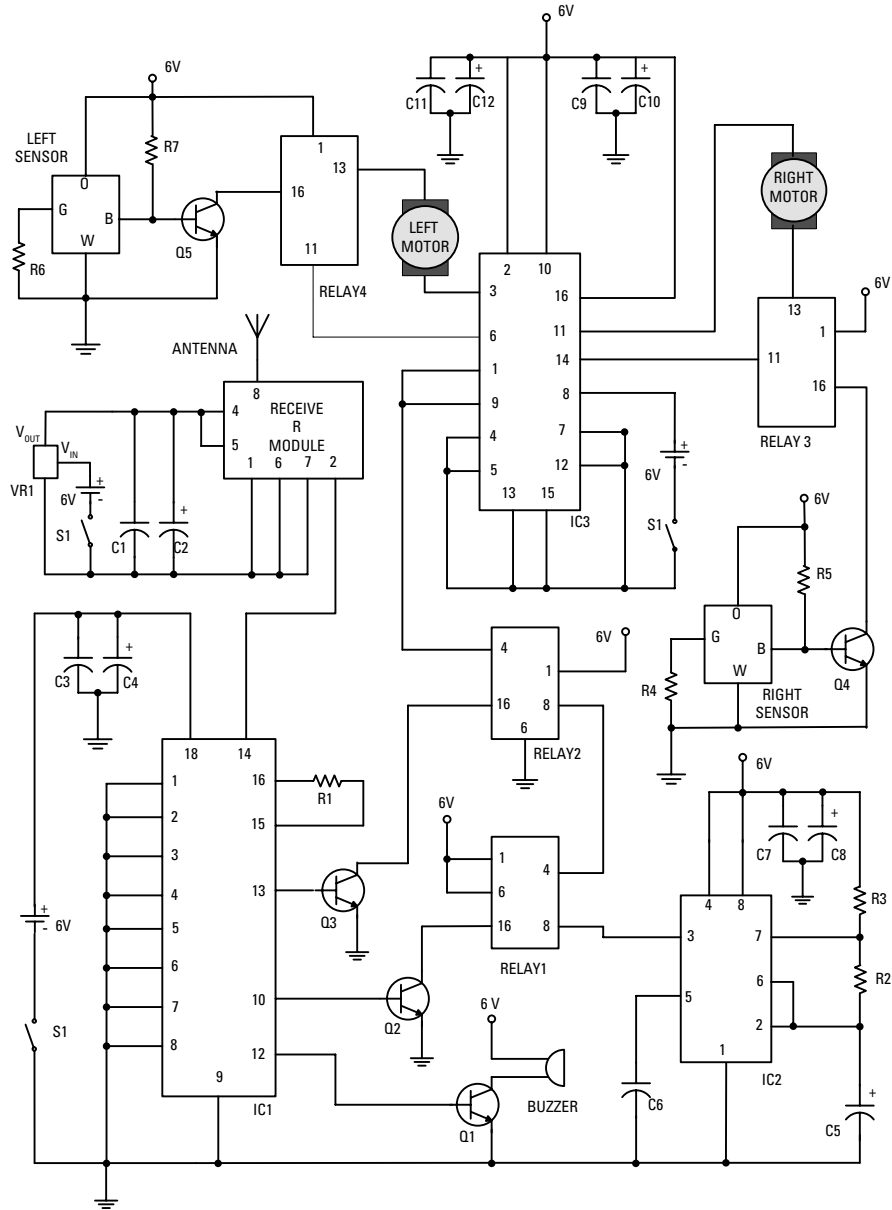 6V
6V
C11
C12
C9
C10
LEFT
SENSOR
R7
O
G
B
W
R6
Q5
1
13
16
11
RELAY4
LEFT
MOTOR
RIGHT
MOTOR
2
10
3
16
6
11
1
14
9
8
4
7
5
12
13
15
IC3
6V
+
-
S1
6V
13
1
11
16
RELAY 3
ANTENNA
8
RECEIVE
R
MODULE
4
5
1
6
7
2
VOUT
VIN
VR1
6V
+
-
S1
C1
C2
+
6V
R5
O
G
B
W
R4
Q4
RIGHT
SENSOR
C3
C4
+
4
1
16
8
6
RELAY2
6V
18
14
1
16
2
15
3
13
4
5
6
10
7
12
8
9
IC1
R1
Q3
6V
1
4
6
16
8
RELAY1
6V
+
-
S1
Q2
6 V
BUZZER
Q1
6V
C7
C8
+
R3
4
8
3
7
6
5
2
1
IC2
R2
C6
C5
+